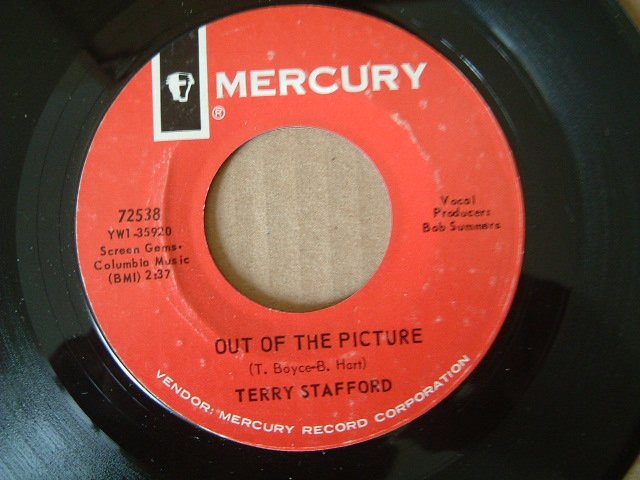 MERCURY
®
72538
YW1-35920
Screen Gems-
Columbia Music
(BMI) 2:37
Vocal
Producer:
Bob Summers
OUT OF THE PICTURE
(T. Boyce-B. Hart)
TERRY STAFFORD
VENDOR: MERCURY RECORD CORPORATION